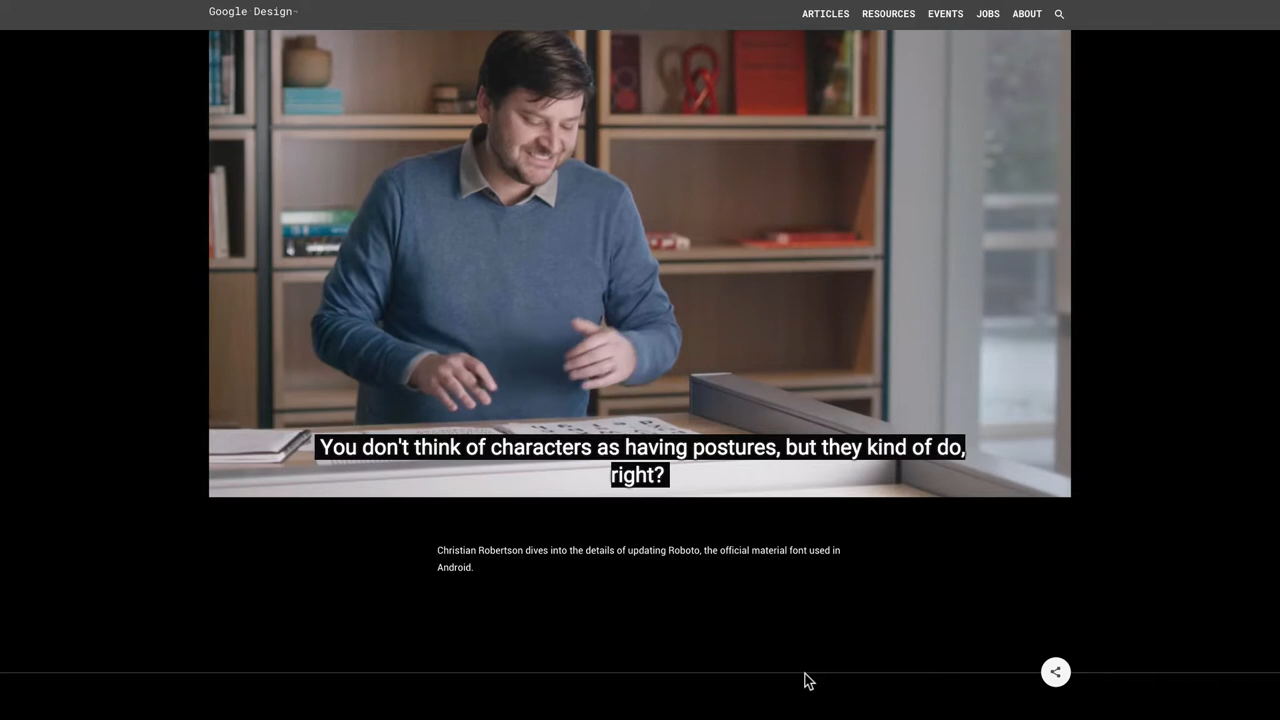 Google Design
ARTICLES RESOURCES EVENTS JOBS ABOUT
You don't think of characters as having postures, but they kind of do,
right?
Christian Robertson dives into the details of updating Roboto, the official material font used in
Android.